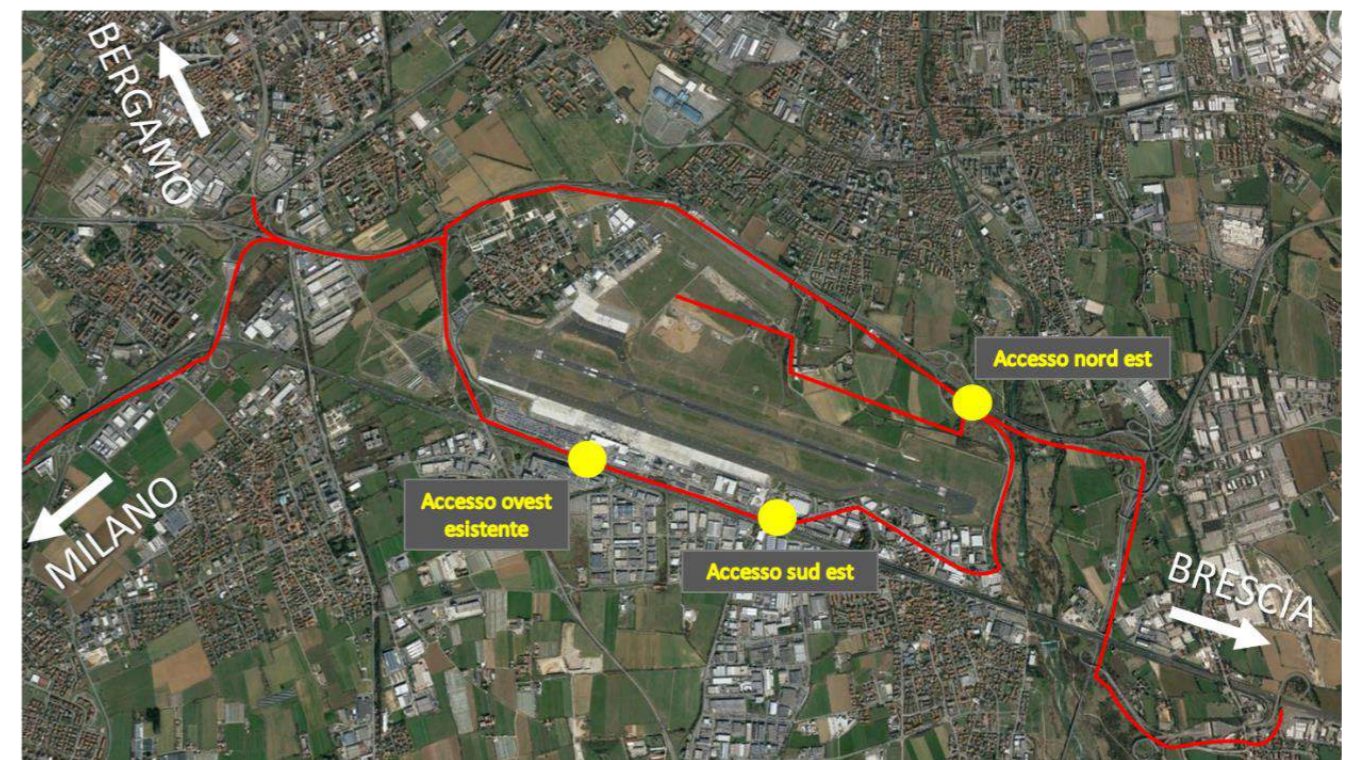 BERGAMO
Accesso nord est
Accesso ovest
esistente
MILANO
Accesso sud est
BRESCIA